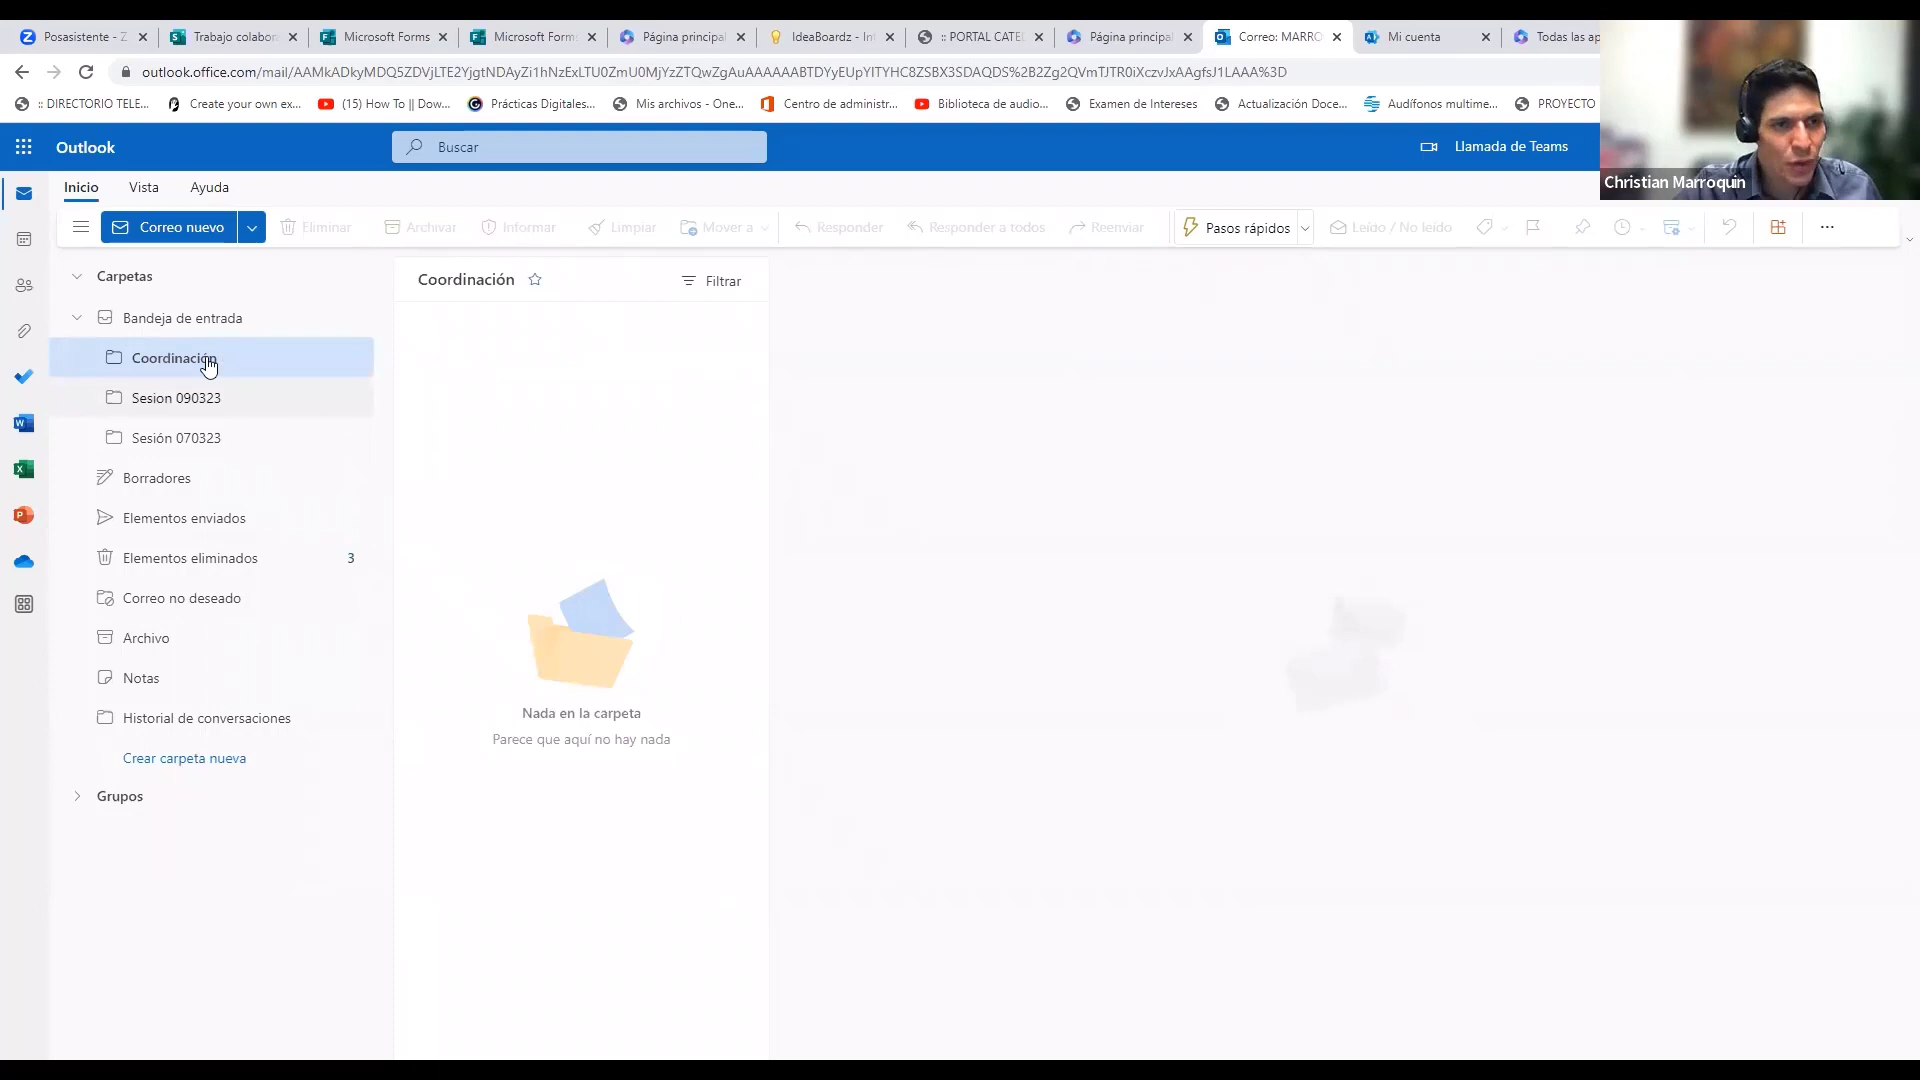 Posasistente - Z
Trabajo colabor
Microsoft Forms
Microsoft Forms
Página principal
IdeaBoardz - Int
:: PORTAL CATE
Página principal
Correo: MARRO
Mi cuenta
Todas las ap
outlook.office.com/mail/AAMkADkyMDQ5ZDVjLTE2YjgtNDAyZi1hNzExLTU0ZmU0MjYzZTQwZgAuAAAAAABTDYyEUpYITYHC8ZSBX3SDAQDS%2B2Zg2QVmTJTR0iXczvJxAAgfsJ1LAAA%3D
:: DIRECTORIO TELE...
Create your own ex...
(15) How To || Dow...
Prácticas Digitales...
Mis archivos - One...
Centro de administr...
Biblioteca de audio...
Examen de Intereses
Actualización Doce...
Audífonos multime...
PROYECTO
Outlook
Buscar
Llamada de Teams
Christian Marroquin
Inicio
Vista
Ayuda
Correo nuevo
Eliminar
Archivar
Informar
Limpiar
Mover a
Responder
Responder a todos
Reenviar
Pasos rápidos
Leído / No leído
Carpetas
Bandeja de entrada
Coordinación
Sesion 090323
Sesión 070323
Borradores
Elementos enviados
Elementos eliminados 3
Correo no deseado
Archivo
Notas
Historial de conversaciones
Crear carpeta nueva
Grupos
Coordinación
Filtrar
Nada en la carpeta
Parece que aquí no hay nada